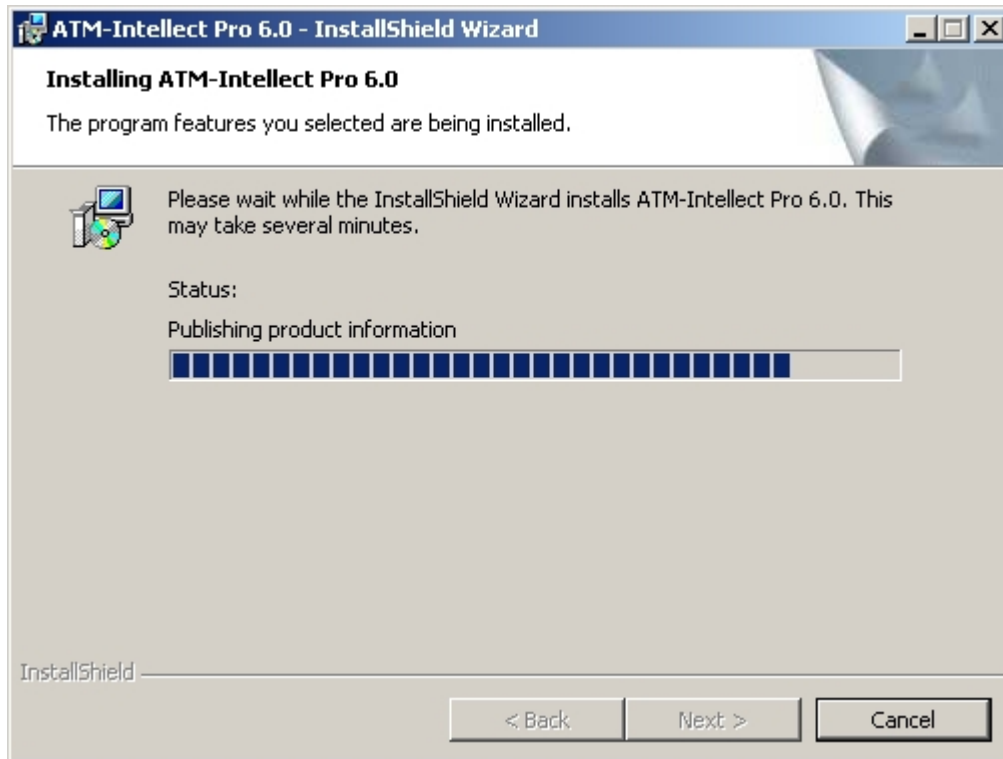 ATM-Intellect Pro 6.0 - InstallShield Wizard
Installing ATM-Intellect Pro 6.0
The program features you selected are being installed.
Please wait while the InstallShield Wizard installs ATM-Intellect Pro 6.0. This
may take several minutes.
Status:
Publishing product information
InstallShield
< Back Next > Cancel